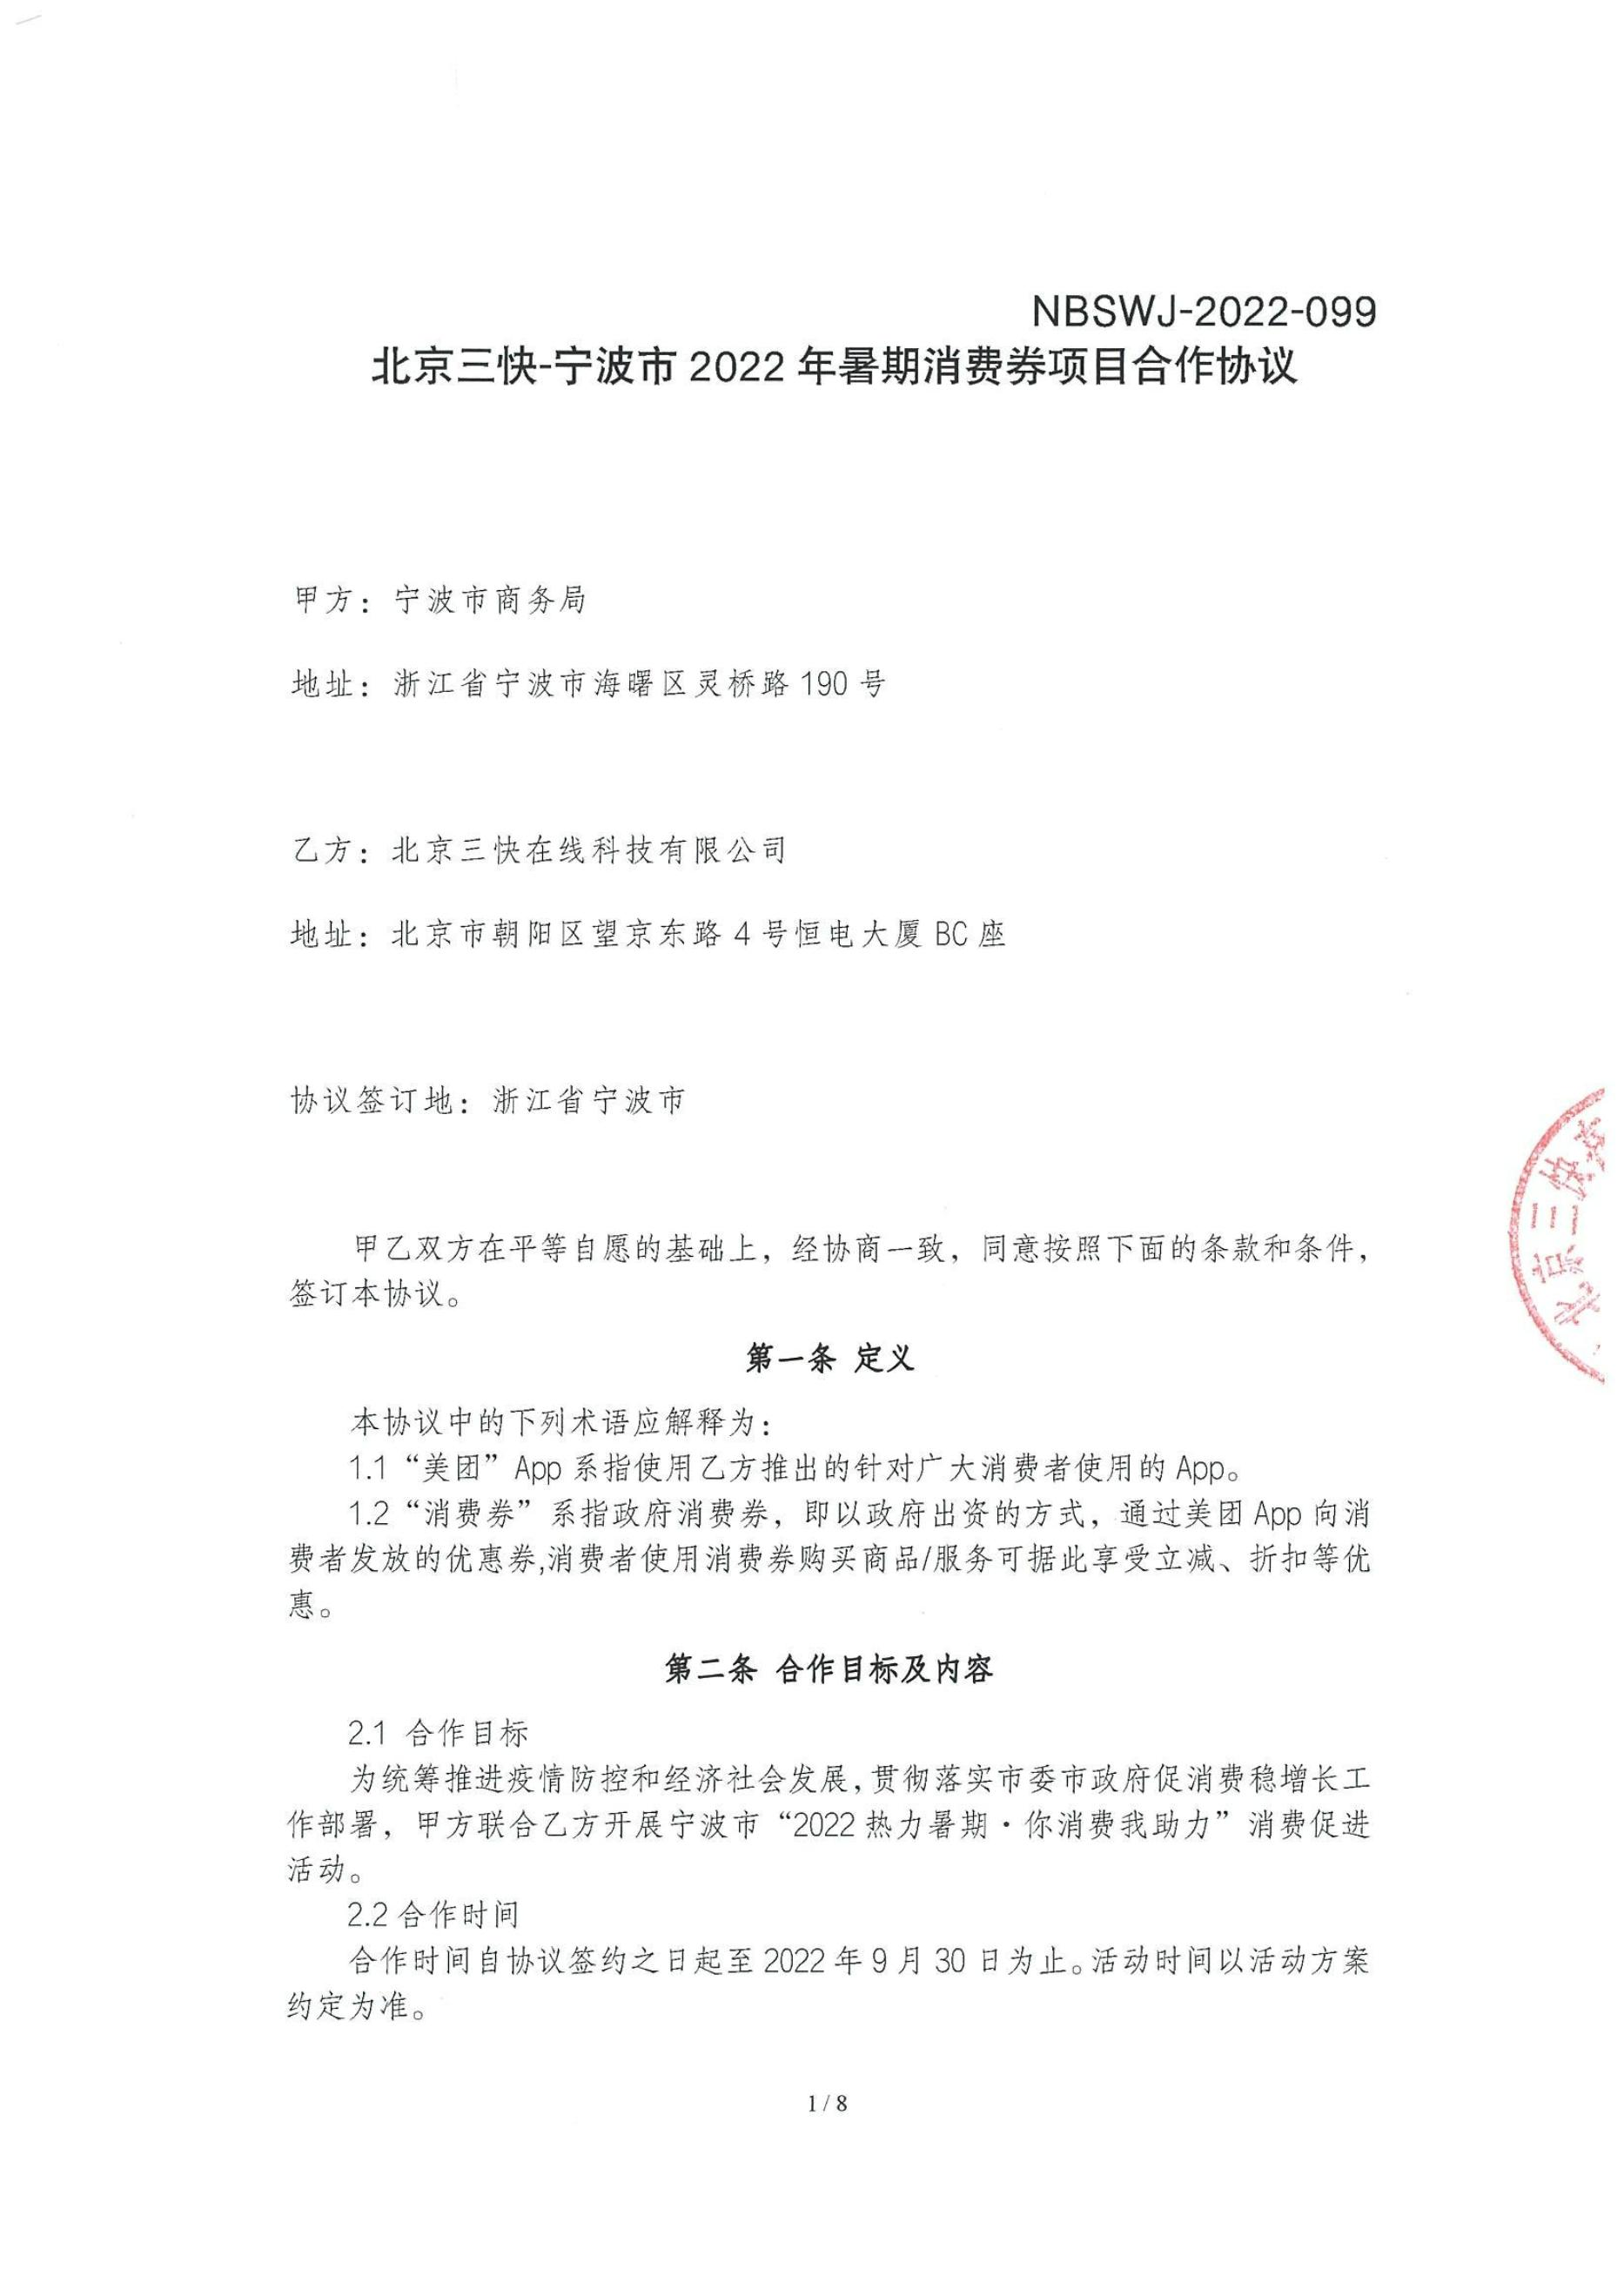 NBSWJ-2022-099
北京三快-宁波市 2022 年暑期消费券项目合作协议
甲方：宁波市商务局
地址：浙江省宁波市海曙区灵桥路 190 号
乙方：北京三快在线科技有限公司
地址：北京市朝阳区望京东路 4 号恒电大厦 BC 座
协议签订地：浙江省宁波市
甲乙双方在平等自愿的基础上，经协商一致，同意按照下面的条款和条件，
签订本协议。
第一条 定义
本协议中的下列术语应解释为：
1.1“美团”App 系指使用乙方推出的针对广大消费者使用的 App。
1.2“消费券”系指政府消费券，即以政府出资的方式，通过美团 App 向消
费者发放的优惠券,消费者使用消费券购买商品/服务可据此享受立减、折扣等优
惠。
第二条 合作目标及内容
2.1 合作目标
为统筹推进疫情防控和经济社会发展，贯彻落实市委市政府促消费稳增长工
作部署，甲方联合乙方开展宁波市“2022 热力暑期·你消费我助力”消费促进
活动。
2.2 合作时间
合作时间自协议签约之日起至 2022 年 9 月 30 日为止。活动时间以活动方案
约定为准。
1 / 8
北京三快